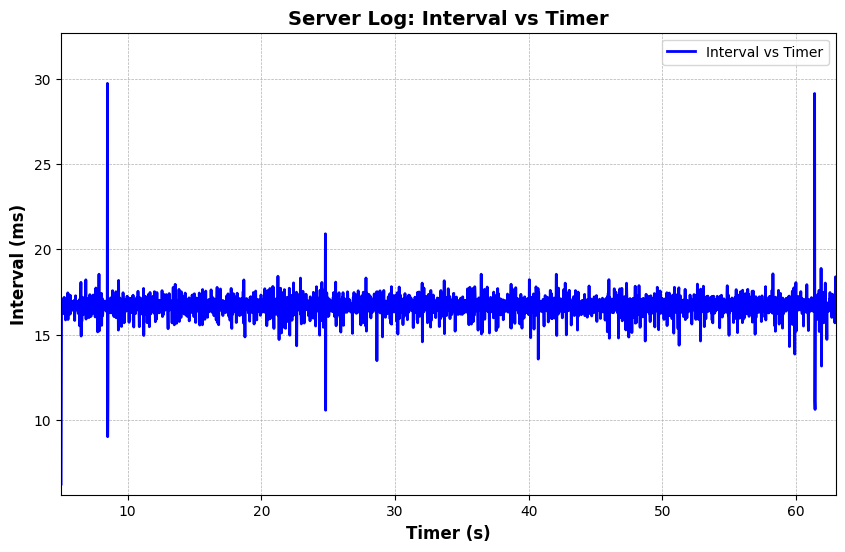 Server Log: Interval vs Timer
Interval vs Timer
30
25
20
15
10
Interval (ms)
10 20 30 40 50 60
Timer (s)